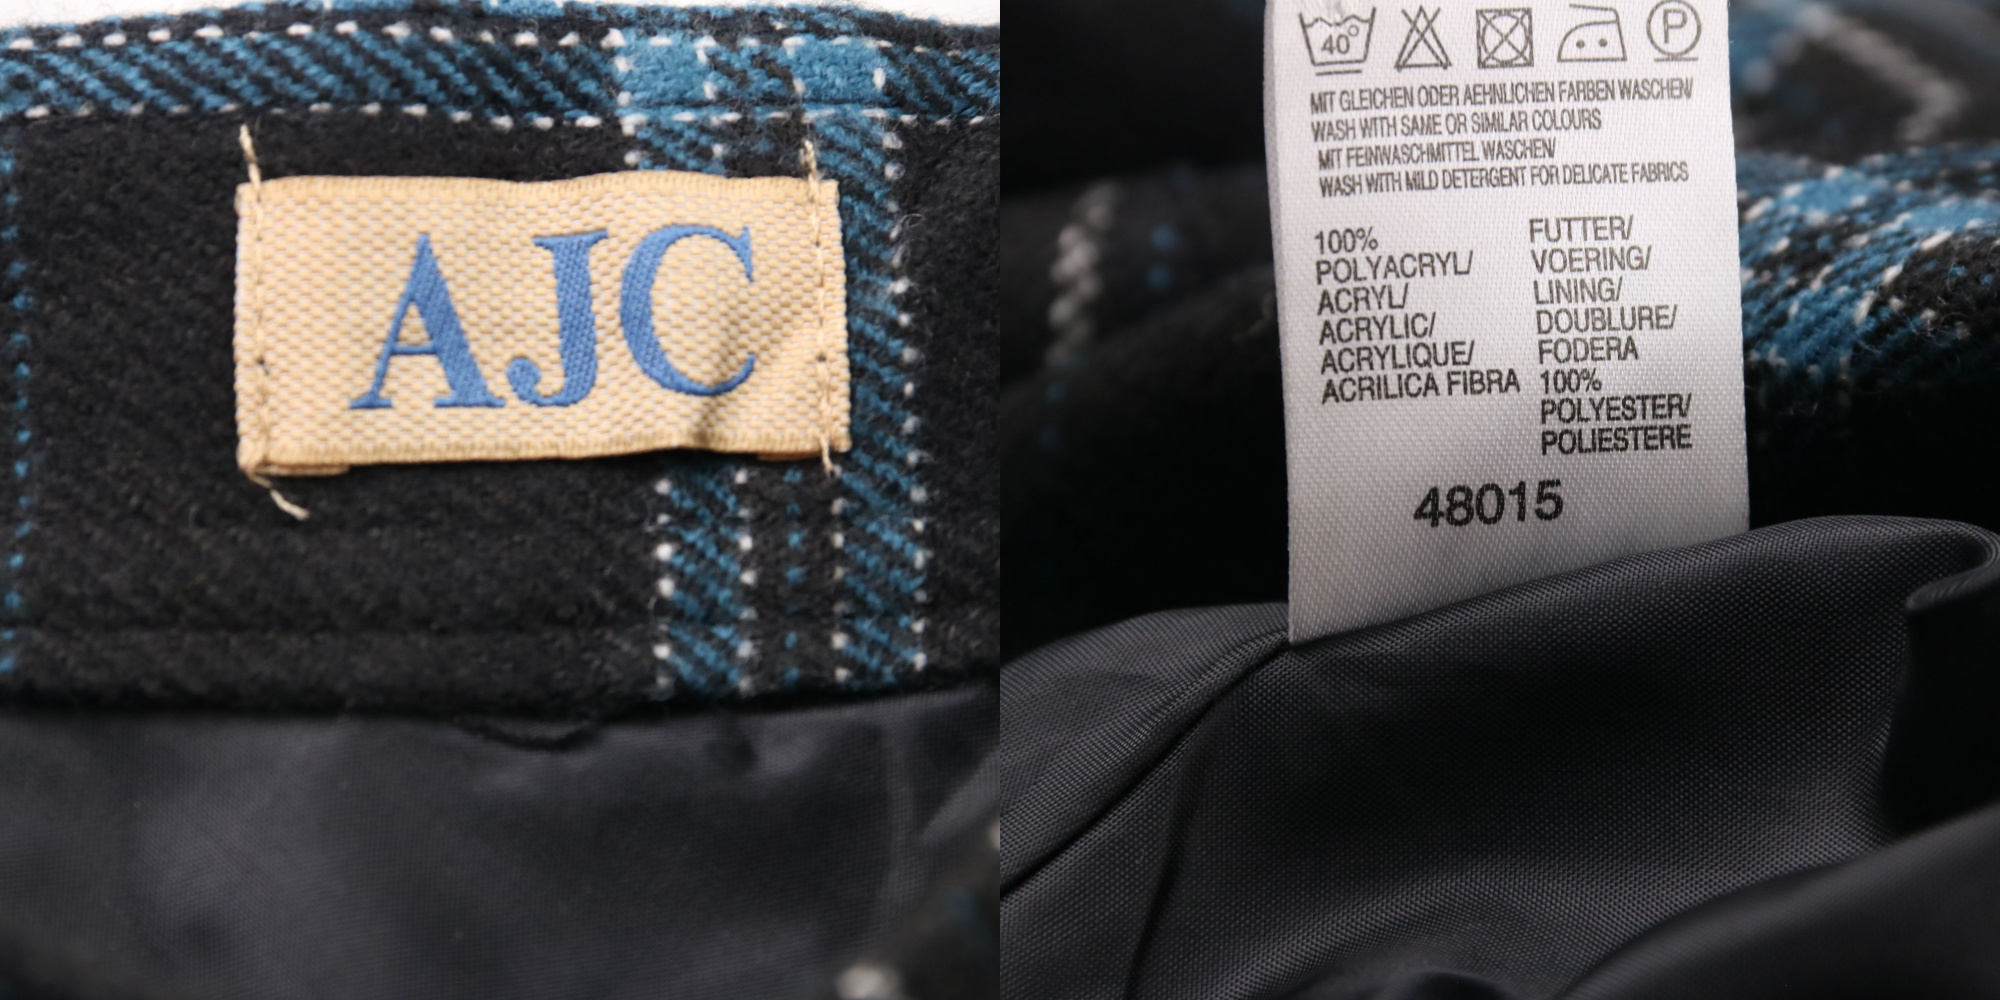 AJC
40°
P
MIT GLEICHEN ODER AEHNLICHEN FARBEN WASCHEN/
WASH WITH SAME OR SIMILAR COLOURS
MIT FEINWASCHMITTEL WASCHEN/
WASH WITH MILD DETERGENT FOR DELICATE FABRICS
100%
POLYACRYL/
ACRYL/
ACRYLIC/
ACRYLIQUE/
ACRILICA FIBRA
FUTTER/
VOERING/
LINING/
DOUBLURE/
FODERA
100%
POLYESTER/
POLIESTERE
48015